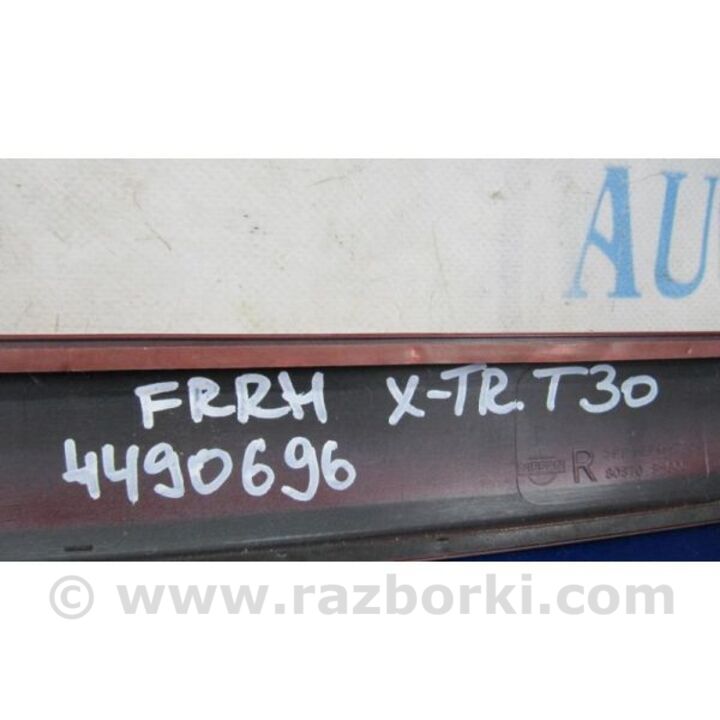 AU
FRRH X-TR. T30
4490696
R
© www.razborki.com